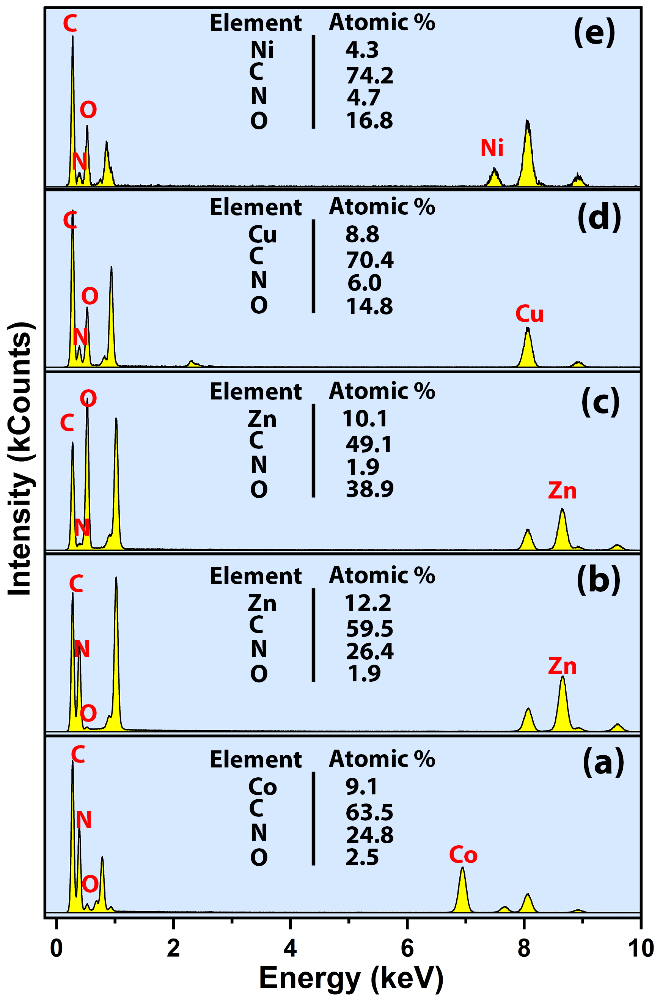 Intensity (kCounts)
(e)
Element Atomic %
Ni 4.3
C 74.2
N 4.7
O 16.8
C
O
N
Ni
(d)
Element Atomic %
Cu 8.8
C 70.4
N 6.0
O 14.8
C
O
N
Cu
(c)
Element Atomic %
Zn 10.1
C 49.1
N 1.9
O 38.9
O
C
N
Zn
(b)
Element Atomic %
Zn 12.2
C 59.5
N 26.4
O 1.9
C
N
O
Zn
(a)
Element Atomic %
Co 9.1
C 63.5
N 24.8
O 2.5
C
N
O
Co
0 2 4 6 8 10
Energy (keV)